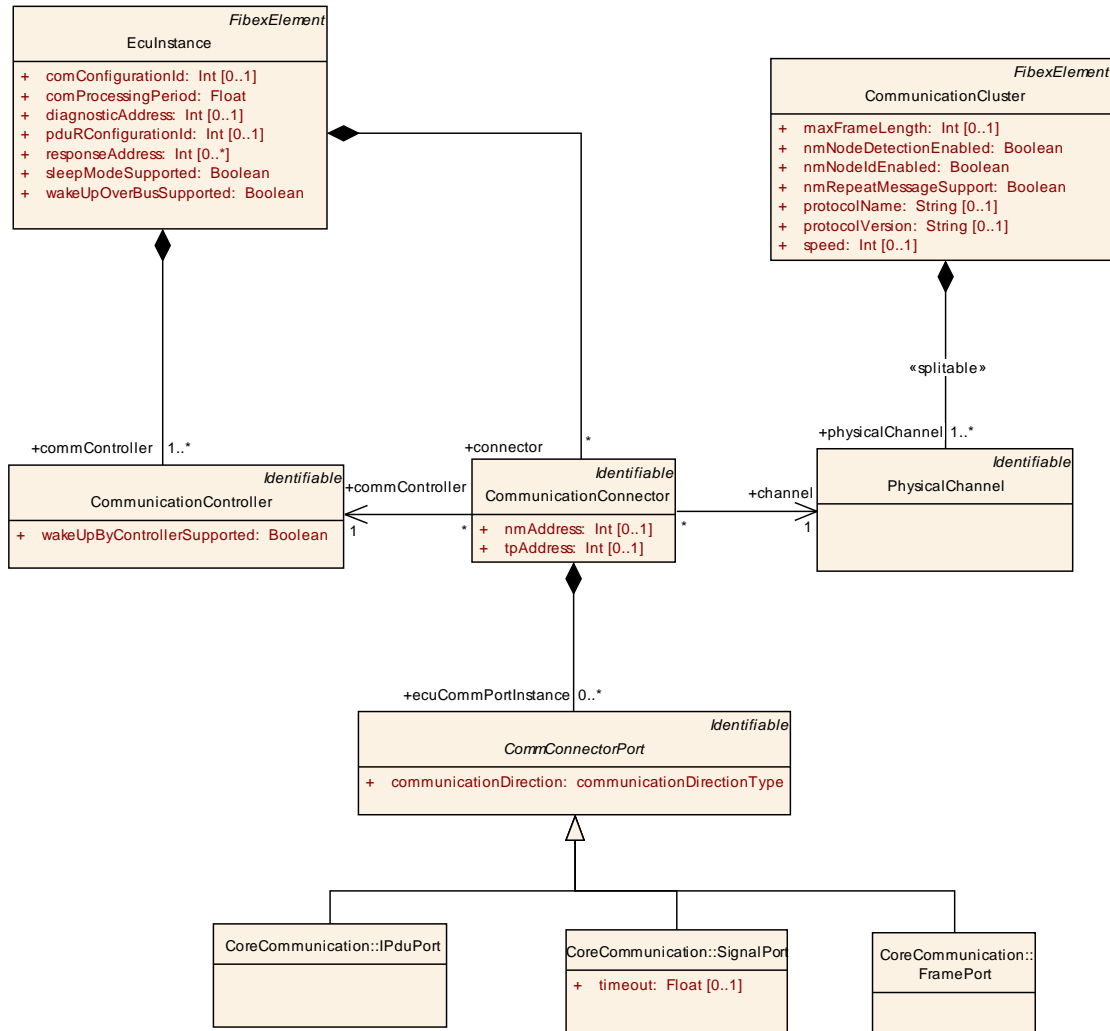 FibexElement
EcuInstance
+ comConfigurationId: Int [0..1]
+ comProcessingPeriod: Float
+ diagnosticAddress: Int [0..1]
+ pduRConfigurationId: Int [0..1]
+ responseAddress: Int [0..*]
+ sleepModeSupported: Boolean
+ wakeUpOverBusSupported: Boolean
FibexElement
CommunicationCluster
+ maxFrameLength: Int [0..1]
+ nmNodeDetectionEnabled: Boolean
+ nmNodeIdEnabled: Boolean
+ nmRepeatMessageSupport: Boolean
+ protocolName: String [0..1]
+ protocolVersion: String [0..1]
+ speed: Int [0..1]
«splitable»
+commController 1..*
+connector *
+physicalChannel 1..*
Identifiable
CommunicationController
+ wakeUpByControllerSupported: Boolean
+commController
1 *
Identifiable
CommunicationConnector
+ nmAddress: Int [0..1]
+ tpAddress: Int [0..1]
+channel
* 1
Identifiable
PhysicalChannel
+ecuCommPortInstance 0..*
Identifiable
CommConnectorPort
+ communicationDirection: communicationDirectionType
CoreCommunication::IPduPort
CoreCommunication::SignalPort
+ timeout: Float [0..1]
CoreCommunication::
FramePort